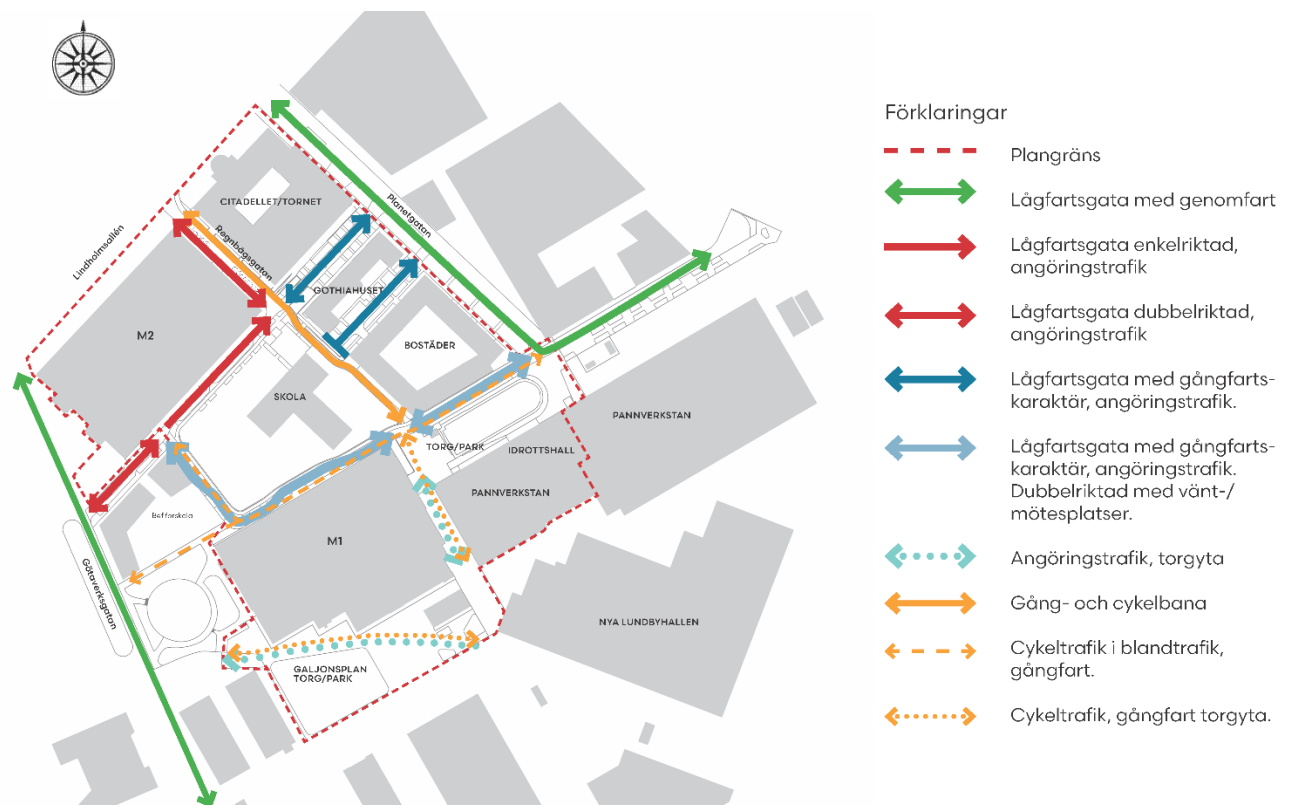 CITADELLET/TORNET
Planetgatan
Regnbågsgatan
Lindholmsallén
GOTHIAHUSET
M2
BOSTÄDER
SKOLA
PANNVERKSTAN
TORG/PARK
IDROTTSHALL
PANNVERKSTAN
Befforskola
M1
Götaverksgatan
NYA LUNDBYHALLEN
GALJONSPLAN
TORG/PARK
Förklaringar
Plangräns
Lågfartsgata med genomfart
Lågfartsgata enkelriktad,
angöringstrafik
Lågfartsgata dubbelriktad,
angöringstrafik
Lågfartsgata med gångfarts-
karaktär, angöringstrafik.
Lågfartsgata med gångfarts-
karaktär, angöringstrafik.
Dubbelriktad med vänt-/
mötesplatser.
Angöringstrafik, torgyta
Gång- och cykelbana
Cykeltrafik i blandtrafik,
gångfart.
Cykeltrafik, gångfart torgyta.